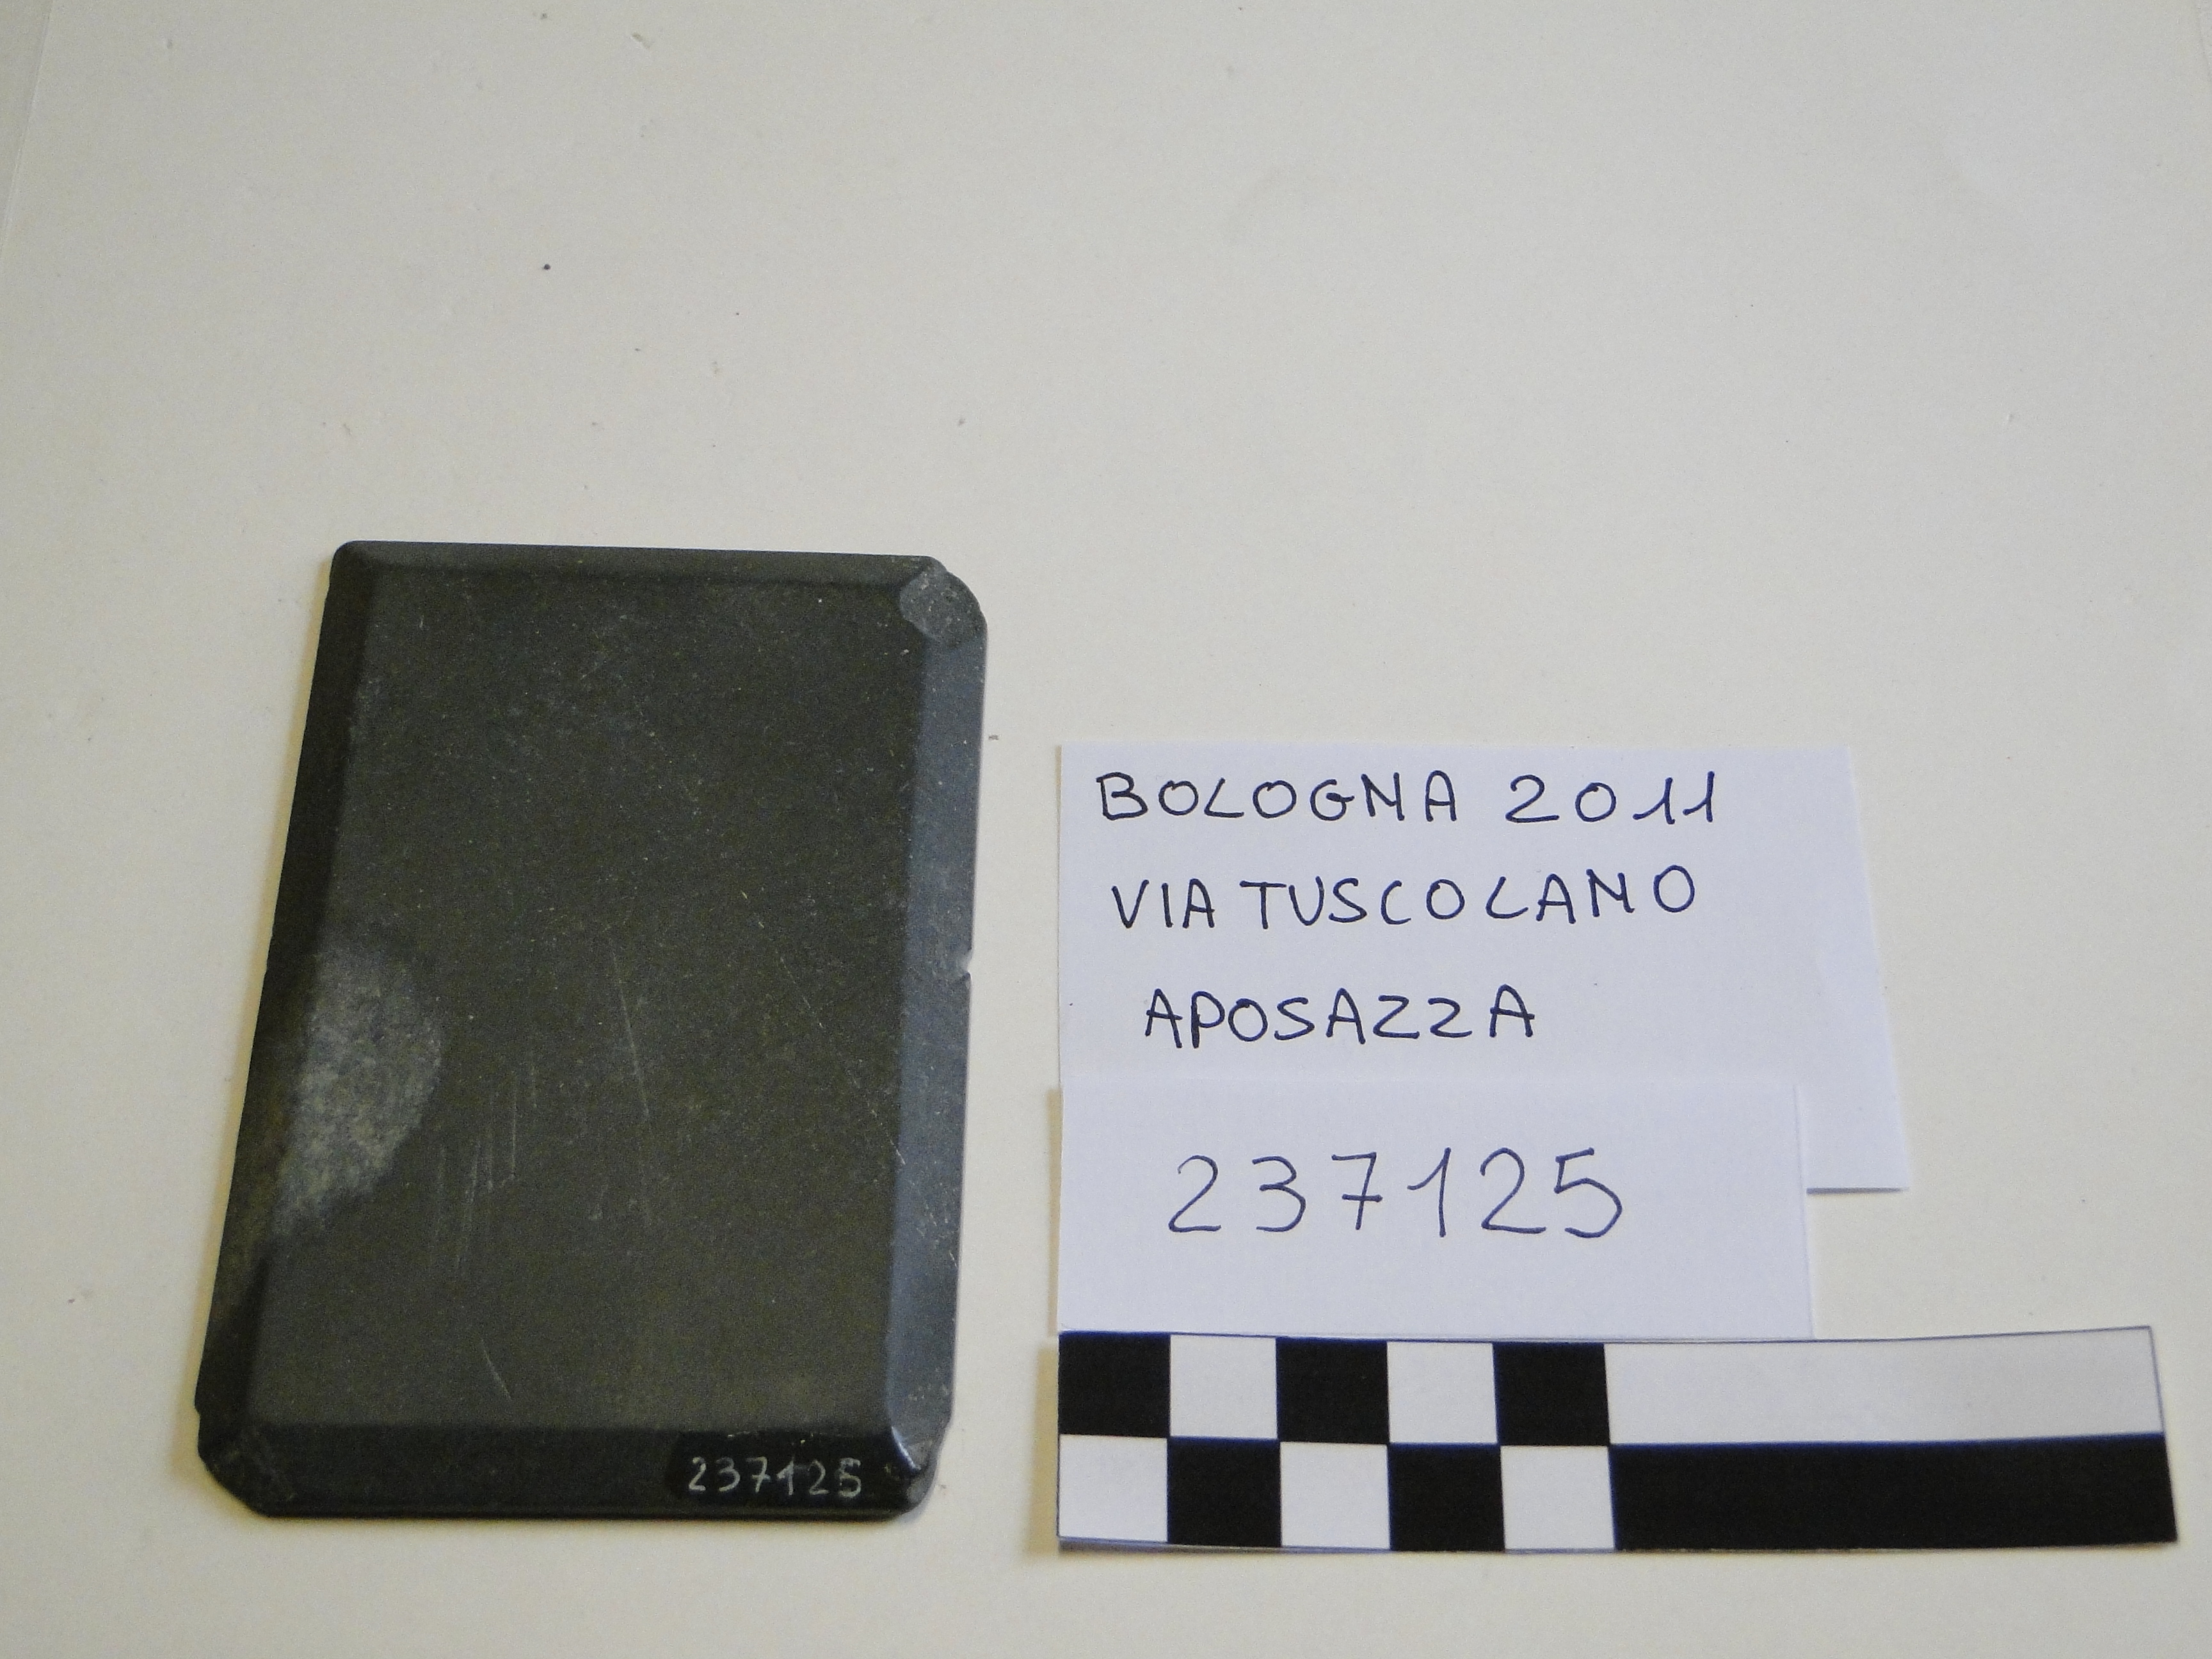 BOLOGNA 2011
VIA TUSCOLANO
APOSAZZA
237125
237125